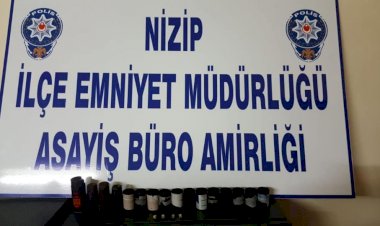 POLİS POLİS
NİZİP
İLÇE EMNİYET MÜDÜRLÜĞÜ
ASAYİŞ BÜRO AMİRLİĞİ